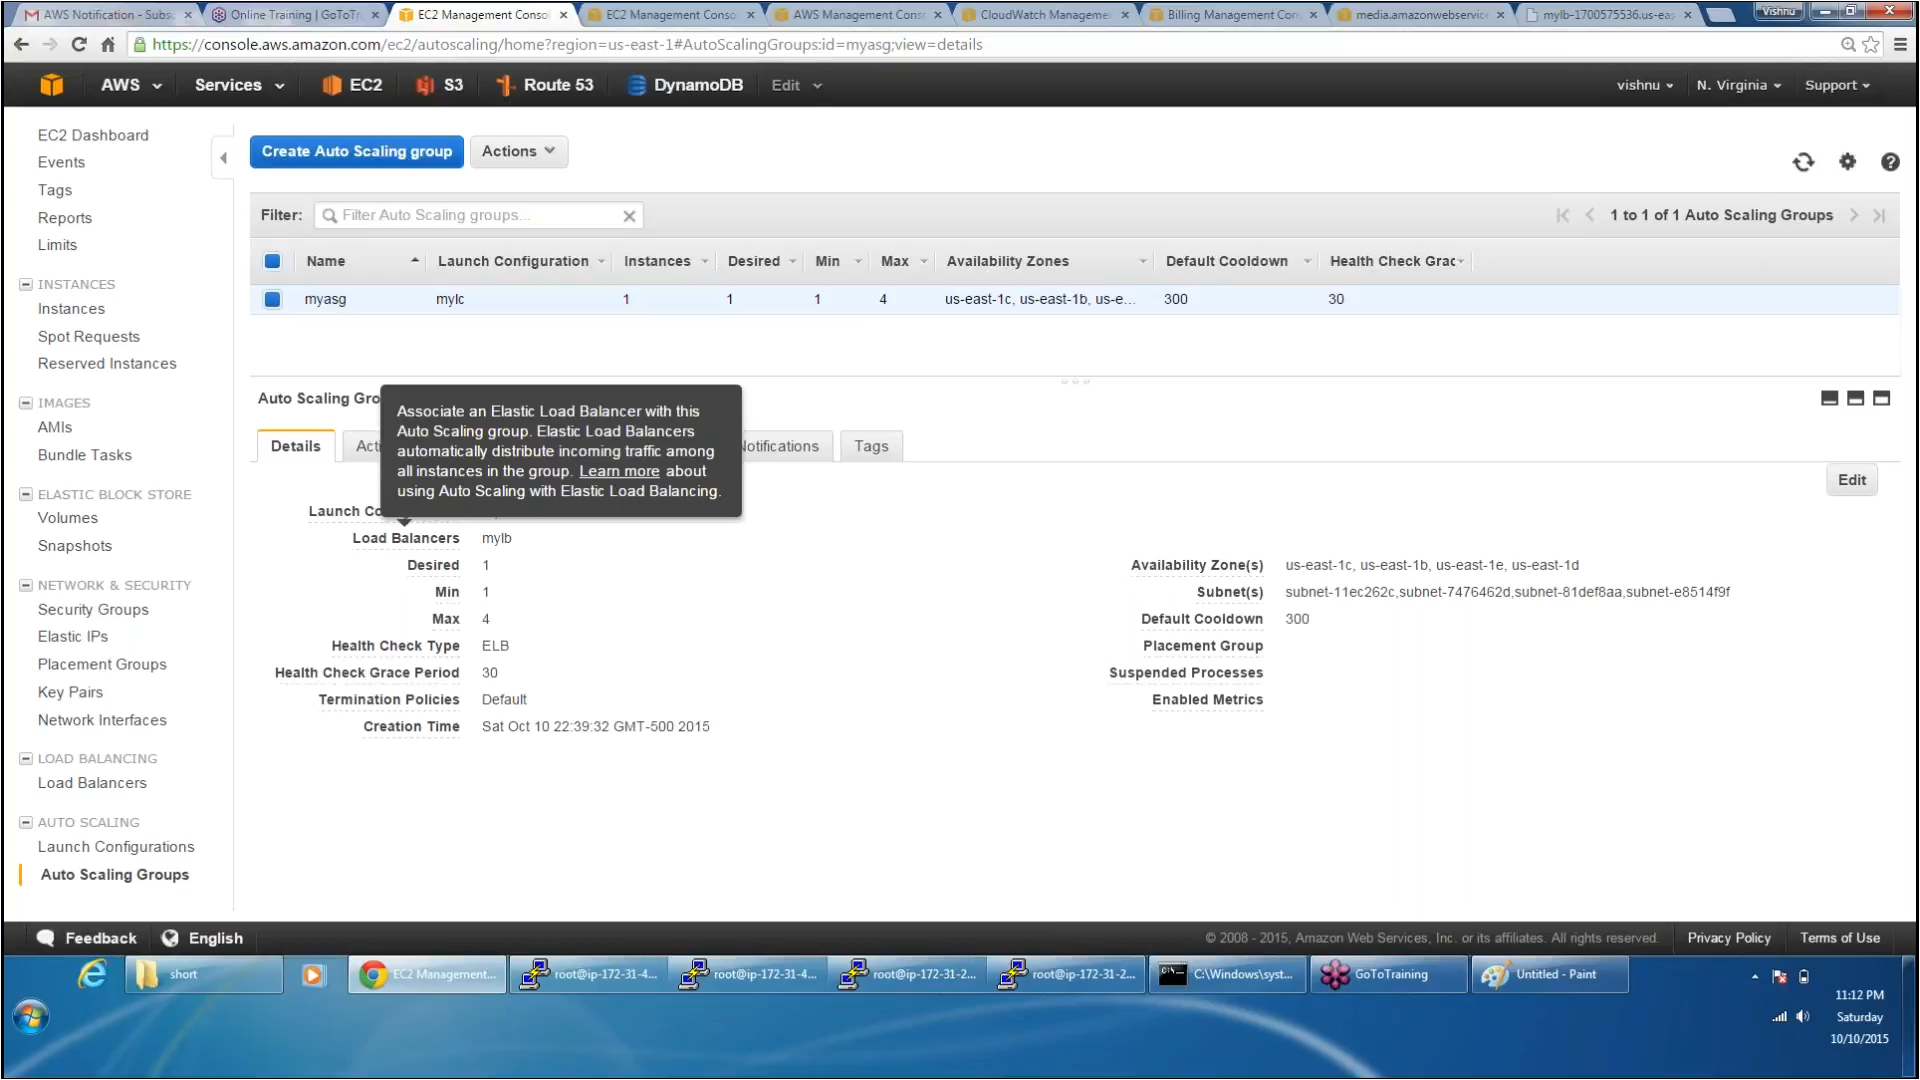 AWS Notification - Subsc
Online Training | GoToTr
EC2 Management Consol
EC2 Management Conso
AWS Management Cons
CloudWatch Manageme
Billing Management Con
media.amazonwebservice
mylb-1700575536.us-eas
Vishnu
https://console.aws.amazon.com/ec2/autoscaling/home?region=us-east-1#AutoScalingGroups:id=myasg;view=details
AWS
Services
EC2
S3
Route 53
DynamoDB
Edit
vishnu
N. Virginia
Support
EC2 Dashboard
Events
Tags
Reports
Limits
INSTANCES
Instances
Spot Requests
Reserved Instances
IMAGES
AMIs
Bundle Tasks
ELASTIC BLOCK STORE
Volumes
Snapshots
NETWORK & SECURITY
Security Groups
Elastic IPs
Placement Groups
Key Pairs
Network Interfaces
LOAD BALANCING
Load Balancers
AUTO SCALING
Launch Configurations
Auto Scaling Groups
Create Auto Scaling group
Actions
Filter:
Filter Auto Scaling groups...
1 to 1 of 1 Auto Scaling Groups
Name Launch Configuration Instances Desired Min Max Availability Zones Default Cooldown Health Check Grac
myasg mylc 1 1 1 4 us-east-1c, us-east-1b, us-e... 300 30
Auto Scaling Gro
Associate an Elastic Load Balancer with this
Auto Scaling group. Elastic Load Balancers
automatically distribute incoming traffic among
all instances in the group. Learn more about
using Auto Scaling with Elastic Load Balancing.
Details
Acti
Notifications
Tags
Edit
Launch Co
Load Balancers mylb
Desired 1
Min 1
Max 4
Health Check Type ELB
Health Check Grace Period 30
Termination Policies Default
Creation Time Sat Oct 10 22:39:32 GMT-500 2015
Availability Zone(s) us-east-1c, us-east-1b, us-east-1e, us-east-1d
Subnet(s) subnet-11ec262c,subnet-7476462d,subnet-81def8aa,subnet-e8514f9f
Default Cooldown 300
Placement Group
Suspended Processes
Enabled Metrics
Feedback
English
© 2008 - 2015, Amazon Web Services, Inc. or its affiliates. All rights reserved.
Privacy Policy
Terms of Use
short
EC2 Management...
root@ip-172-31-4...
root@ip-172-31-4...
root@ip-172-31-2...
root@ip-172-31-2...
C:\Windows\syst...
GoToTraining
Untitled - Paint
11:12 PM
Saturday
10/10/2015